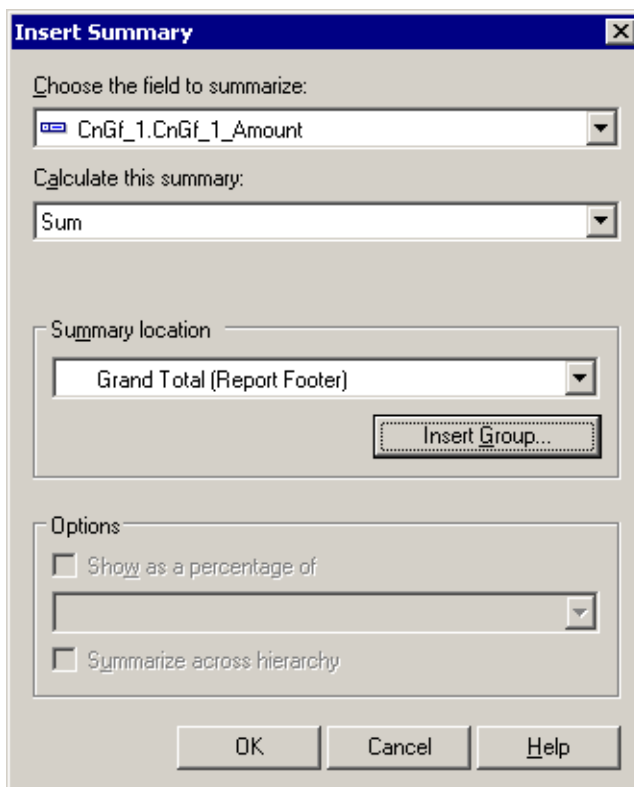 Insert Summary
Choose the field to summarize:
CnGf_1.CnGf_1_Amount
Calculate this summary:
Sum
Summary location
Grand Total (Report Footer)
Insert Group...
Options
Show as a percentage of
Summarize across hierarchy
OK Cancel Help